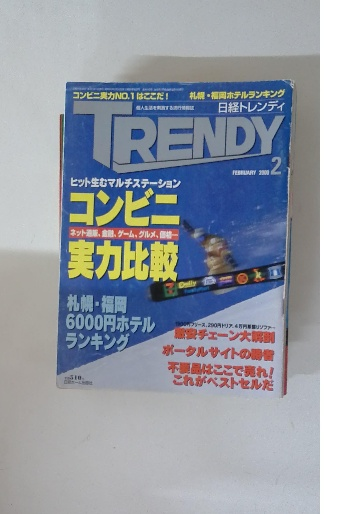 コンビニ実力NO.1はここだ！ 札幌・福岡ホテルランキング
日経トレンディ
TRENDY
FEBRUARY 2000 2
ヒット生むマルチステーション
コンビニ
ネット通販、金融、ゲーム、グルメ、価格…
実力比較
Daily
札幌・福岡
6000円ホテル
ランキング
激安チェーン大解剖
ポータルサイトの勝者
不要品はここで売れ！
これがベストセルだ